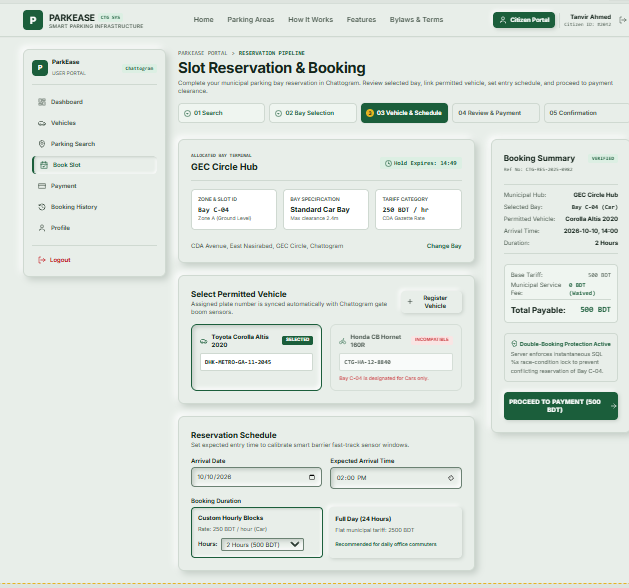 P PARKEASE CTG SYS
SMART PARKING INFRASTRUCTURE
Home Parking Areas How It Works Features Bylaws & Terms
Citizen Portal
Tanvir Ahmed
P ParkEase
USER PORTAL
Chattogram
Dashboard
Vehicles
Parking Search
Book Slot
Payment
Booking History
Profile
Logout
PARKEASE PORTAL > RESERVATION PIPELINE
Slot Reservation & Booking
Complete your municipal parking bay reservation in Chattogram. Review selected bay, link permitted vehicle, set entry schedule, and proceed to payment
clearance.
01 Search
02 Bay Selection
3 03 Vehicle & Schedule
04 Review & Payment
05 Confirmation
ALLOCATED BAY TERMINAL
GEC Circle Hub
Hold Expires: 14:49
ZONE & SLOT ID
Bay C-04
Zone A (Ground Level)
BAY SPECIFICATION
Standard Car Bay
Max clearance 2.4m
TARIFF CATEGORY
250 BDT / hr
CDA Gazette Rate
CDA Avenue, East Nasirabad, GEC Circle, Chattogram
Change Bay
Select Permitted Vehicle
Assigned plate number is synced automatically with Chattogram gate
boom sensors.
+ Register
Vehicle
Toyota Corolla Altis
2020
SELECTED
DHK-METRO-GA-11-2045
Honda CB Hornet
160R
INCOMPATIBLE
CTG-HA-12-8840
Bay C-04 is designated for Cars only.
Reservation Schedule
Set expected entry time to calibrate smart barrier fast-track sensor windows.
Arrival Date
10/10/2026
Expected Arrival Time
02:00 PM
Booking Duration
Custom Hourly Blocks
Rate: 250 BDT / hour (Car)
Hours: 2 Hours (500 BDT)
Full Day (24 Hours)
Flat municipal tariff: 2500 BDT
Recommended for daily office commuters
Booking Summary
VERIFIED
Municipal Hub: GEC Circle Hub
Selected Bay: Bay C-04 (Car)
Permitted Vehicle: Corolla Altis 2020
Arrival Time: 2026-10-10, 14:00
Duration: 2 Hours
Base Tariff: 500 BDT
Municipal Service
Fee:
0 BDT
(Waived)
Total Payable: 500 BDT
Double-Booking Protection Active
Server enforces instantaneous SQL
race-condition lock to prevent
conflicting reservation of Bay C-04.
PROCEED TO PAYMENT (500
BDT)